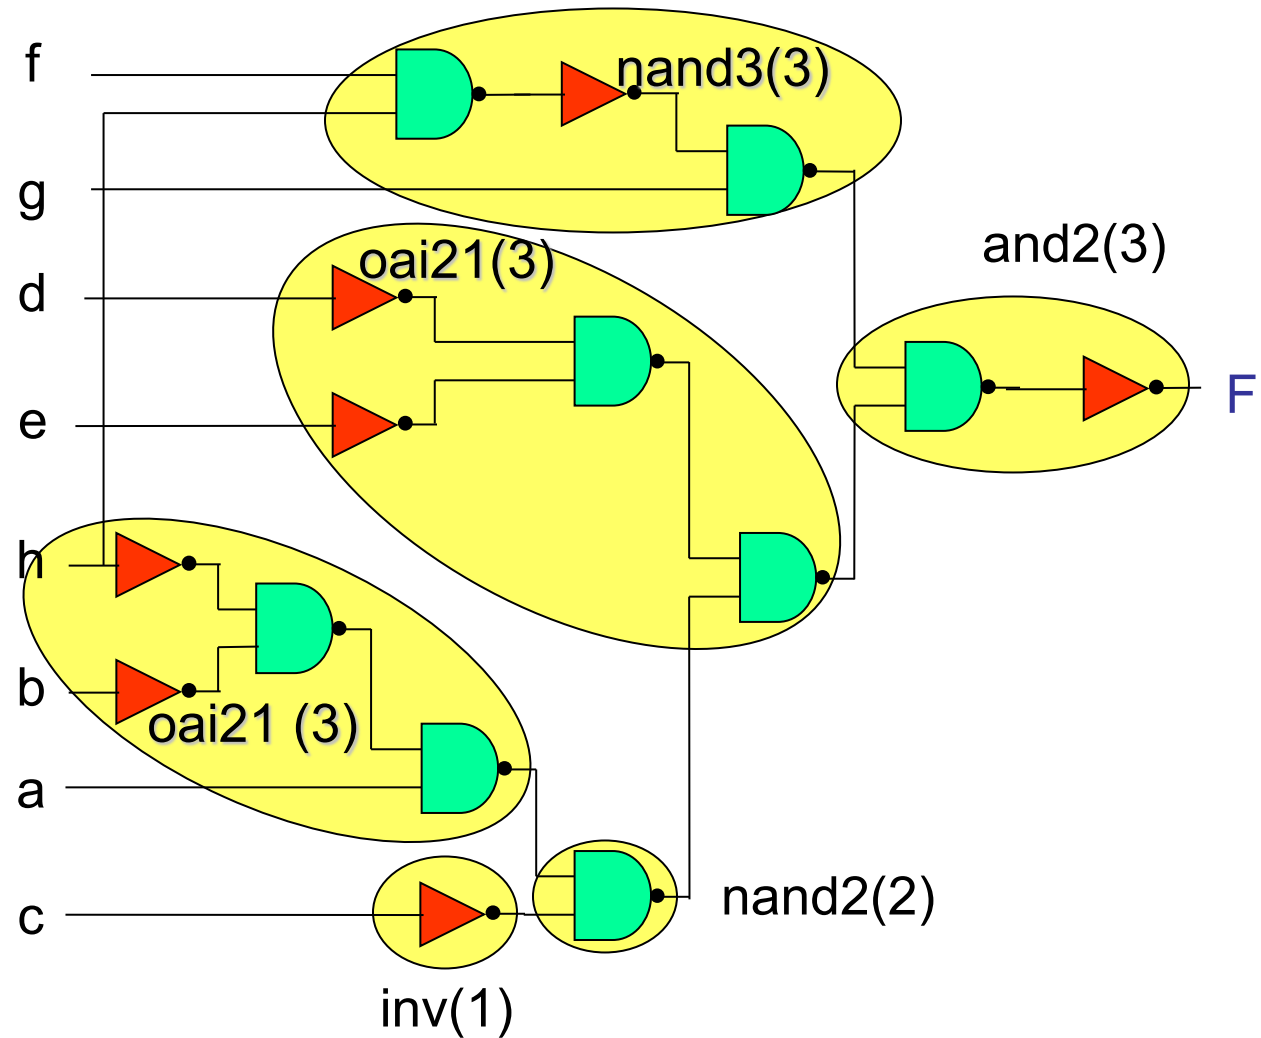 f
nand3(3)
g
and2(3)
oai21(3)
d
F
e
h
b
oai21 (3)
a
nand2(2)
c
inv(1)